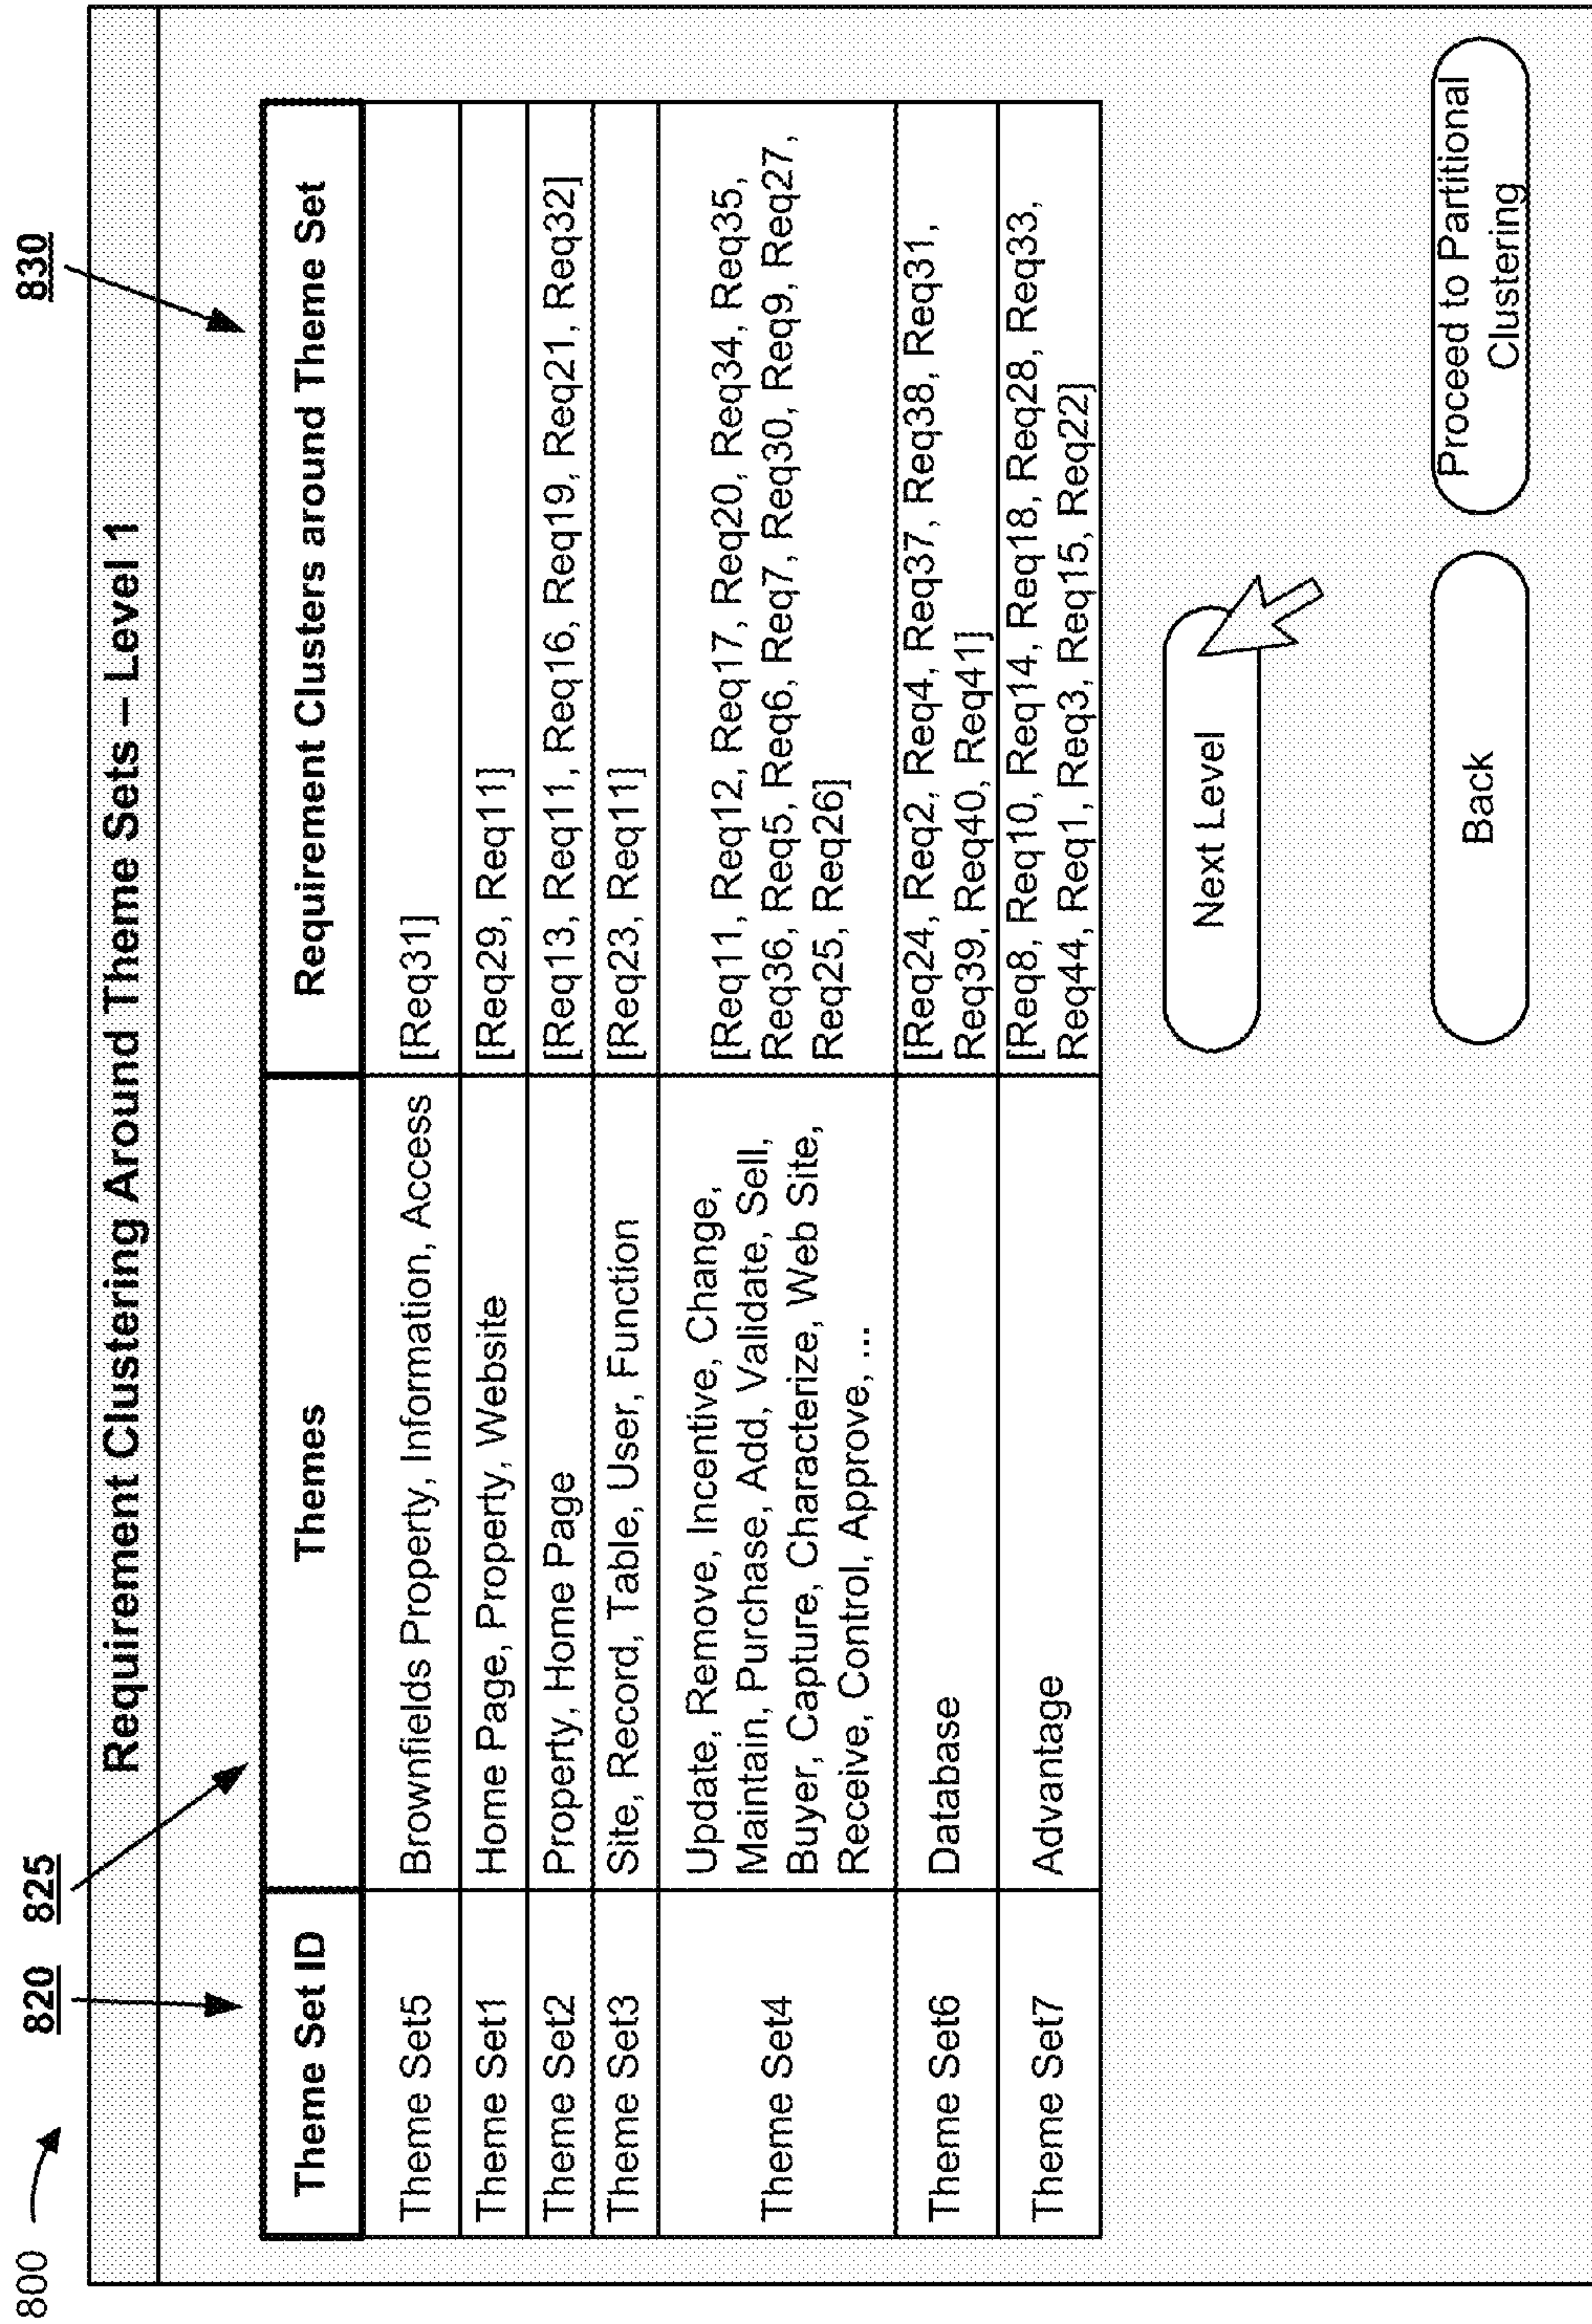 800
820
825
830
Requirement Clustering Around Theme Sets – Level 1
Theme Set ID
Themes
Requirement Clusters around Theme Set
Theme Set5
Brownfields Property, Information, Access
[Req31]
Theme Set1
Home Page, Property, Website
[Req29, Req11]
Theme Set2
Property, Home Page
[Req13, Req11, Req16, Req19, Req21, Req32]
Theme Set3
Site, Record, Table, User, Function
[Req23, Req11]
Theme Set4
Update, Remove, Incentive, Change,
Maintain, Purchase, Add, Validate, Sell,
Buyer, Capture, Characterize, Web Site,
Receive, Control, Approve, ...
[Req11, Req12, Req17, Req20, Req34, Req35,
Req36, Req5, Req6, Req7, Req30, Req9, Req27,
Req25, Req26]
Theme Set6
Database
[Req24, Req2, Req4, Req37, Req38, Req31,
Req39, Req40, Req41]
Theme Set7
Advantage
[Req8, Req10, Req14, Req18, Req28, Req33,
Req44, Req1, Req3, Req15, Req22]
Next Level
Back
Proceed to Partitional
Clustering